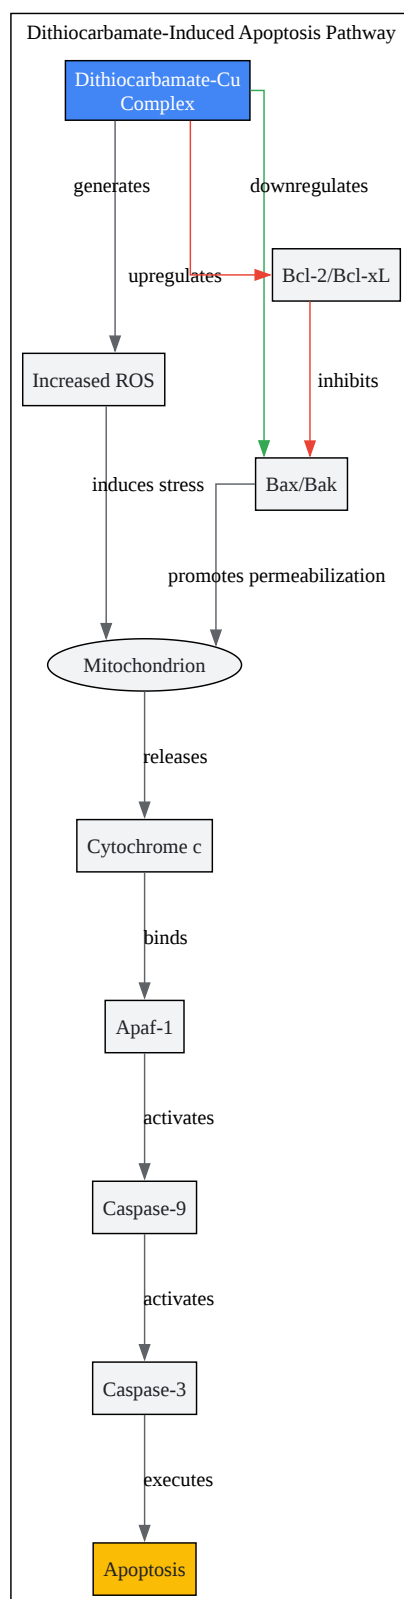 Dithiocarbamate-Induced Apoptosis Pathway
Dithiocarbamate-Cu
Complex
generates
downregulates
upregulates
Bcl-2/Bcl-xL
Increased ROS
inhibits
induces stress
Bax/Bak
promotes permeabilization
Mitochondrion
releases
Cytochrome c
binds
Apaf-1
activates
Caspase-9
activates
Caspase-3
executes
Apoptosis